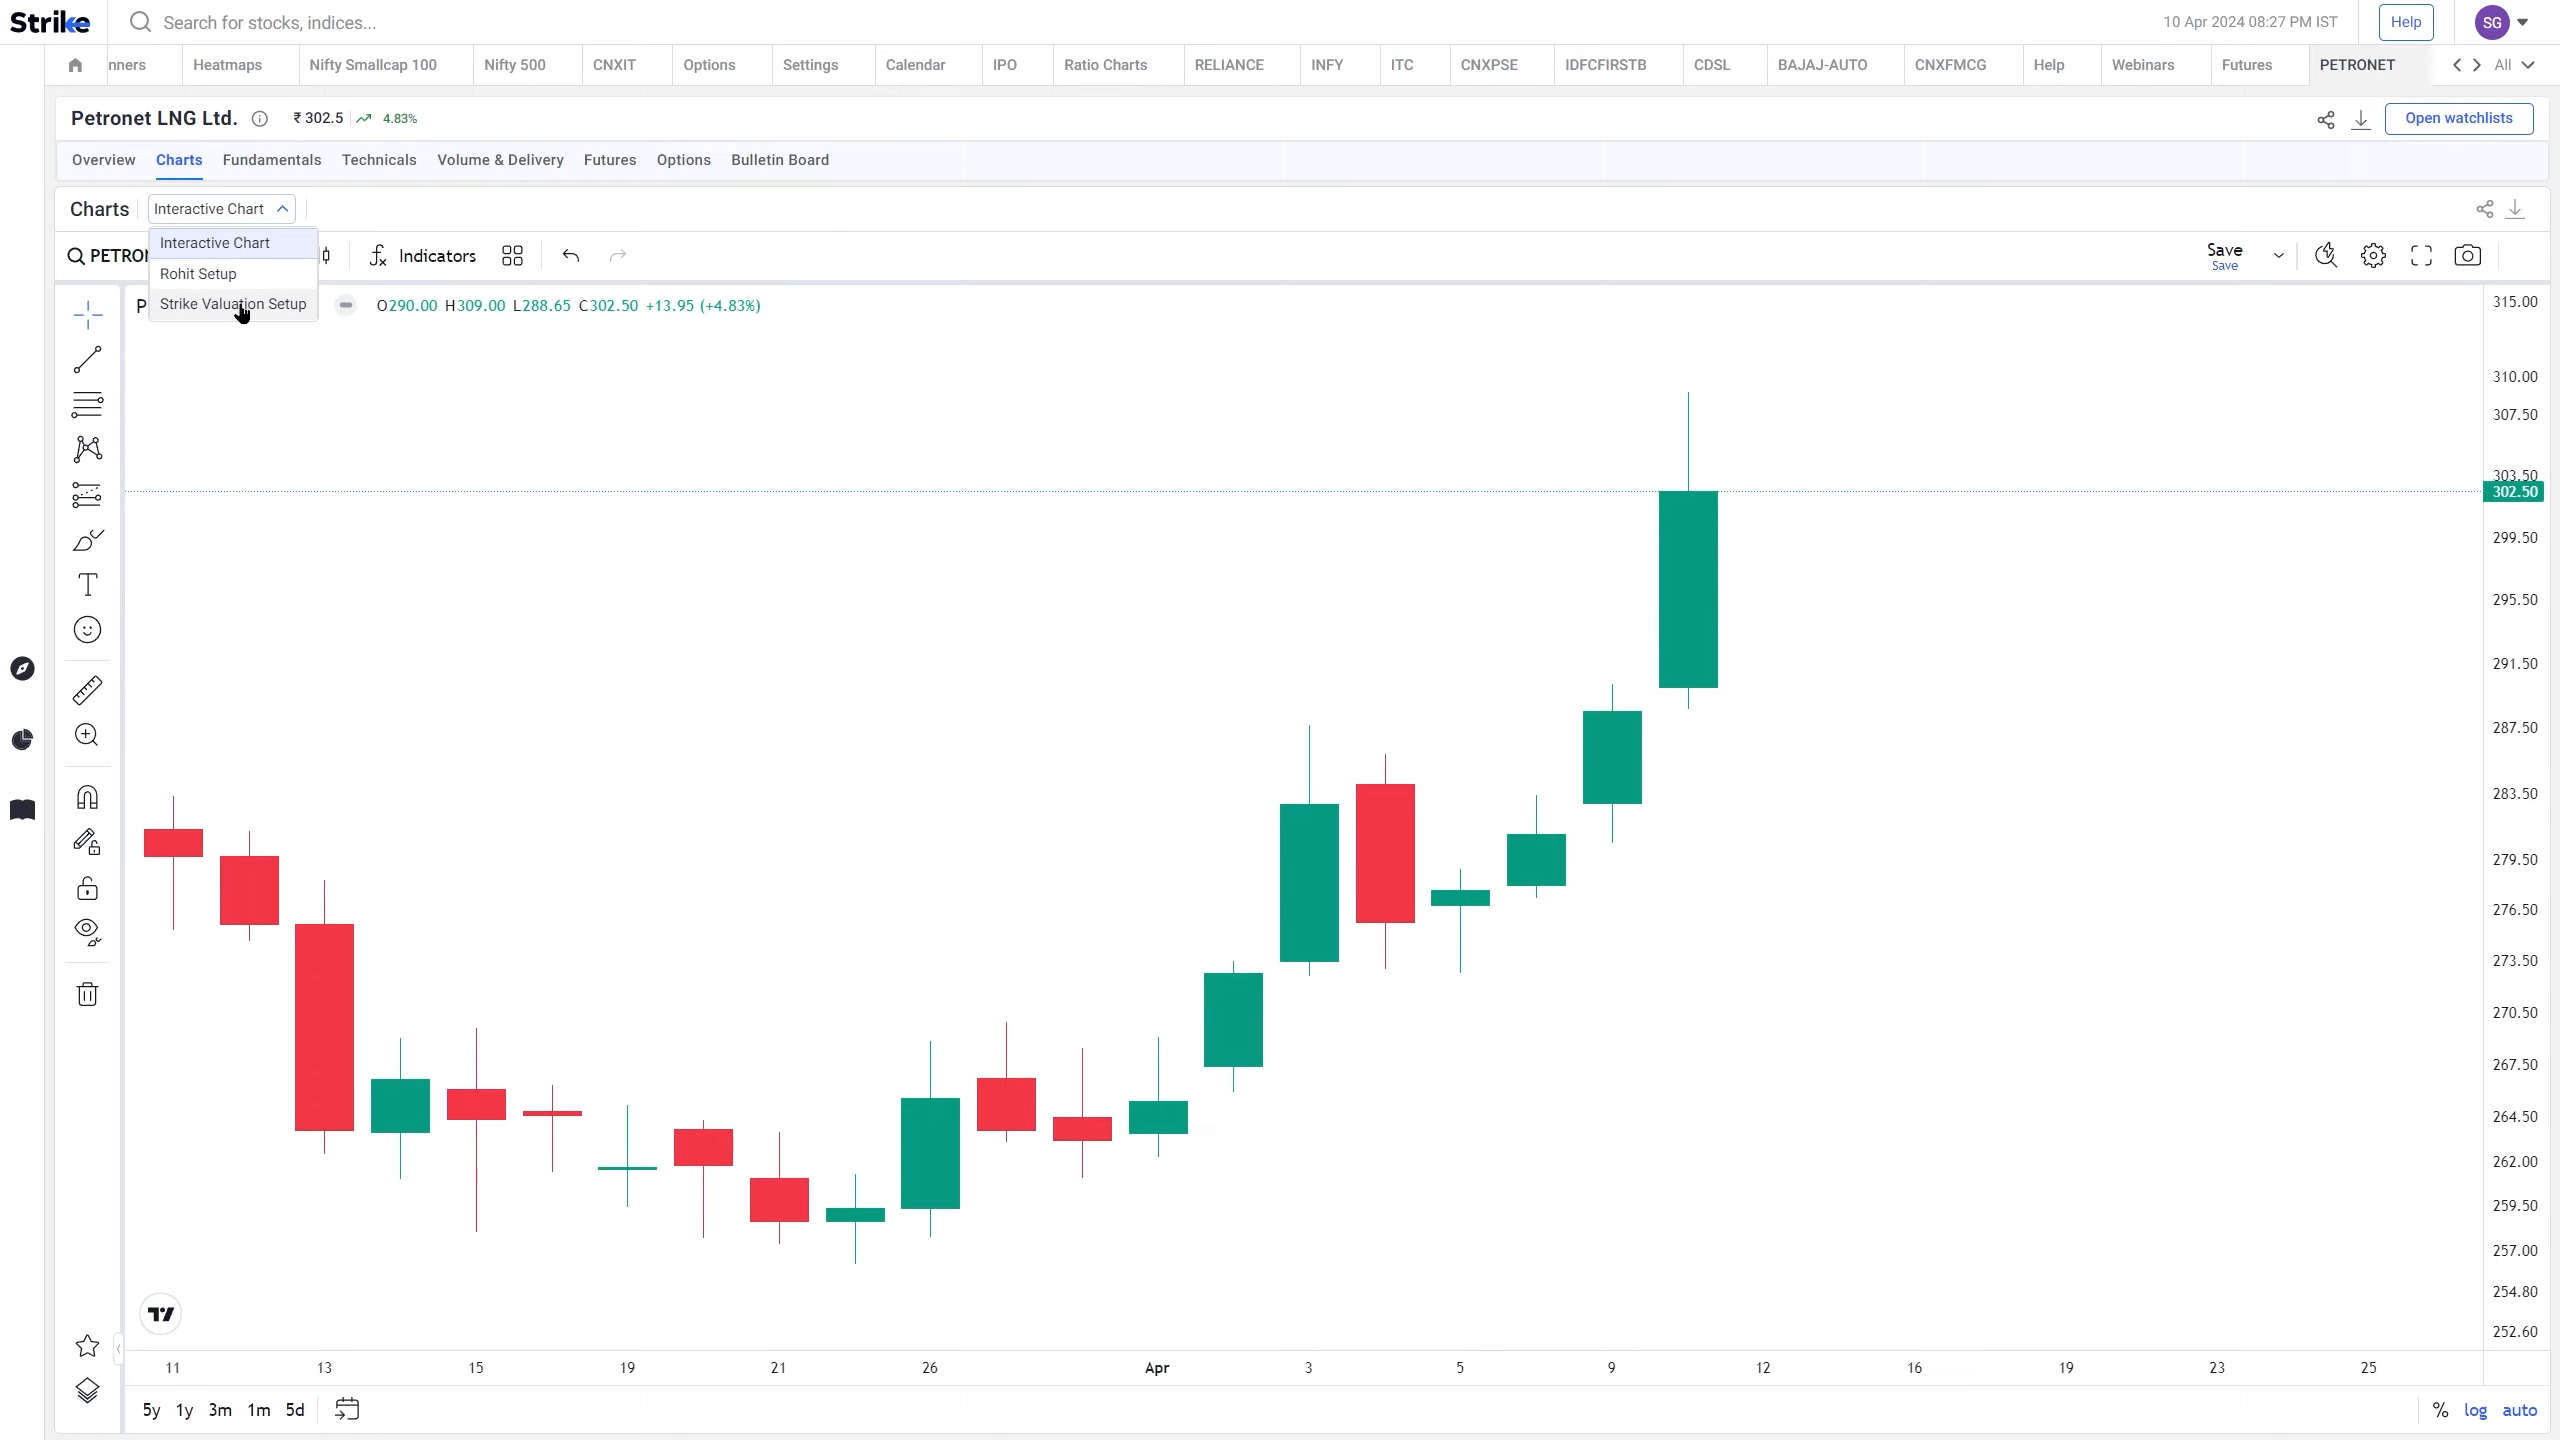 Strike
Search for stocks, indices...
10 Apr 2024 08:27 PM IST
Help
SG
nners
Heatmaps
Nifty Smallcap 100
Nifty 500
CNXIT
Options
Settings
Calendar
IPO
Ratio Charts
RELIANCE
INFY
ITC
CNXPSE
IDFCFIRSTB
CDSL
BAJAJ-AUTO
CNXFMCG
Help
Webinars
Futures
PETRONET
All
Petronet LNG Ltd.
₹ 302.5
4.83%
Open watchlists
Overview
Charts
Fundamentals
Technicals
Volume & Delivery
Futures
Options
Bulletin Board
Charts
Interactive Chart
Interactive Chart
Rohit Setup
Strike Valuation Setup
PETRON
Indicators
Save
Save
P
O290.00 H309.00 L288.65 C302.50 +13.95 (+4.83%)
315.00
310.00
307.50
303.50
302.50
299.50
295.50
291.50
287.50
283.50
279.50
276.50
273.50
270.50
267.50
264.50
262.00
259.50
257.00
254.80
252.60
11
13
15
19
21
26
Apr
3
5
9
12
16
19
23
25
5y
1y
3m
1m
5d
%
log
auto